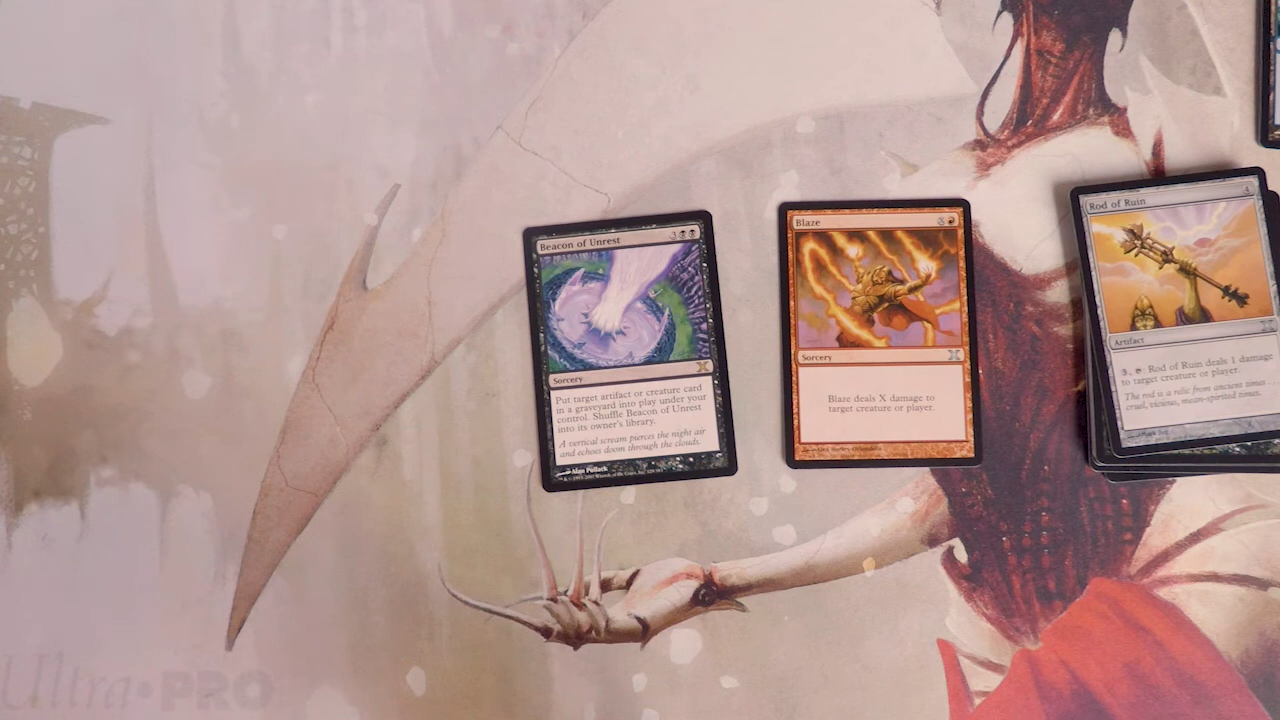 Beacon of Unrest
3
Sorcery
Put target artifact or creature card
in a graveyard into play under your
control. Shuffle Beacon of Unrest
into its owner's library.
A vertical scream pierces the night air
and echoes doom through the clouds.
Alan Pollack
Blaze
X
Sorcery
Blaze deals X damage to
target creature or player.
Rod of Ruin
4
Artifact
3, : Rod of Ruin deals 1 damage
to target creature or player.
The rod is a relic from ancient times . . .
cruel, vicious, mean-spirited times.
Ultra•PRO